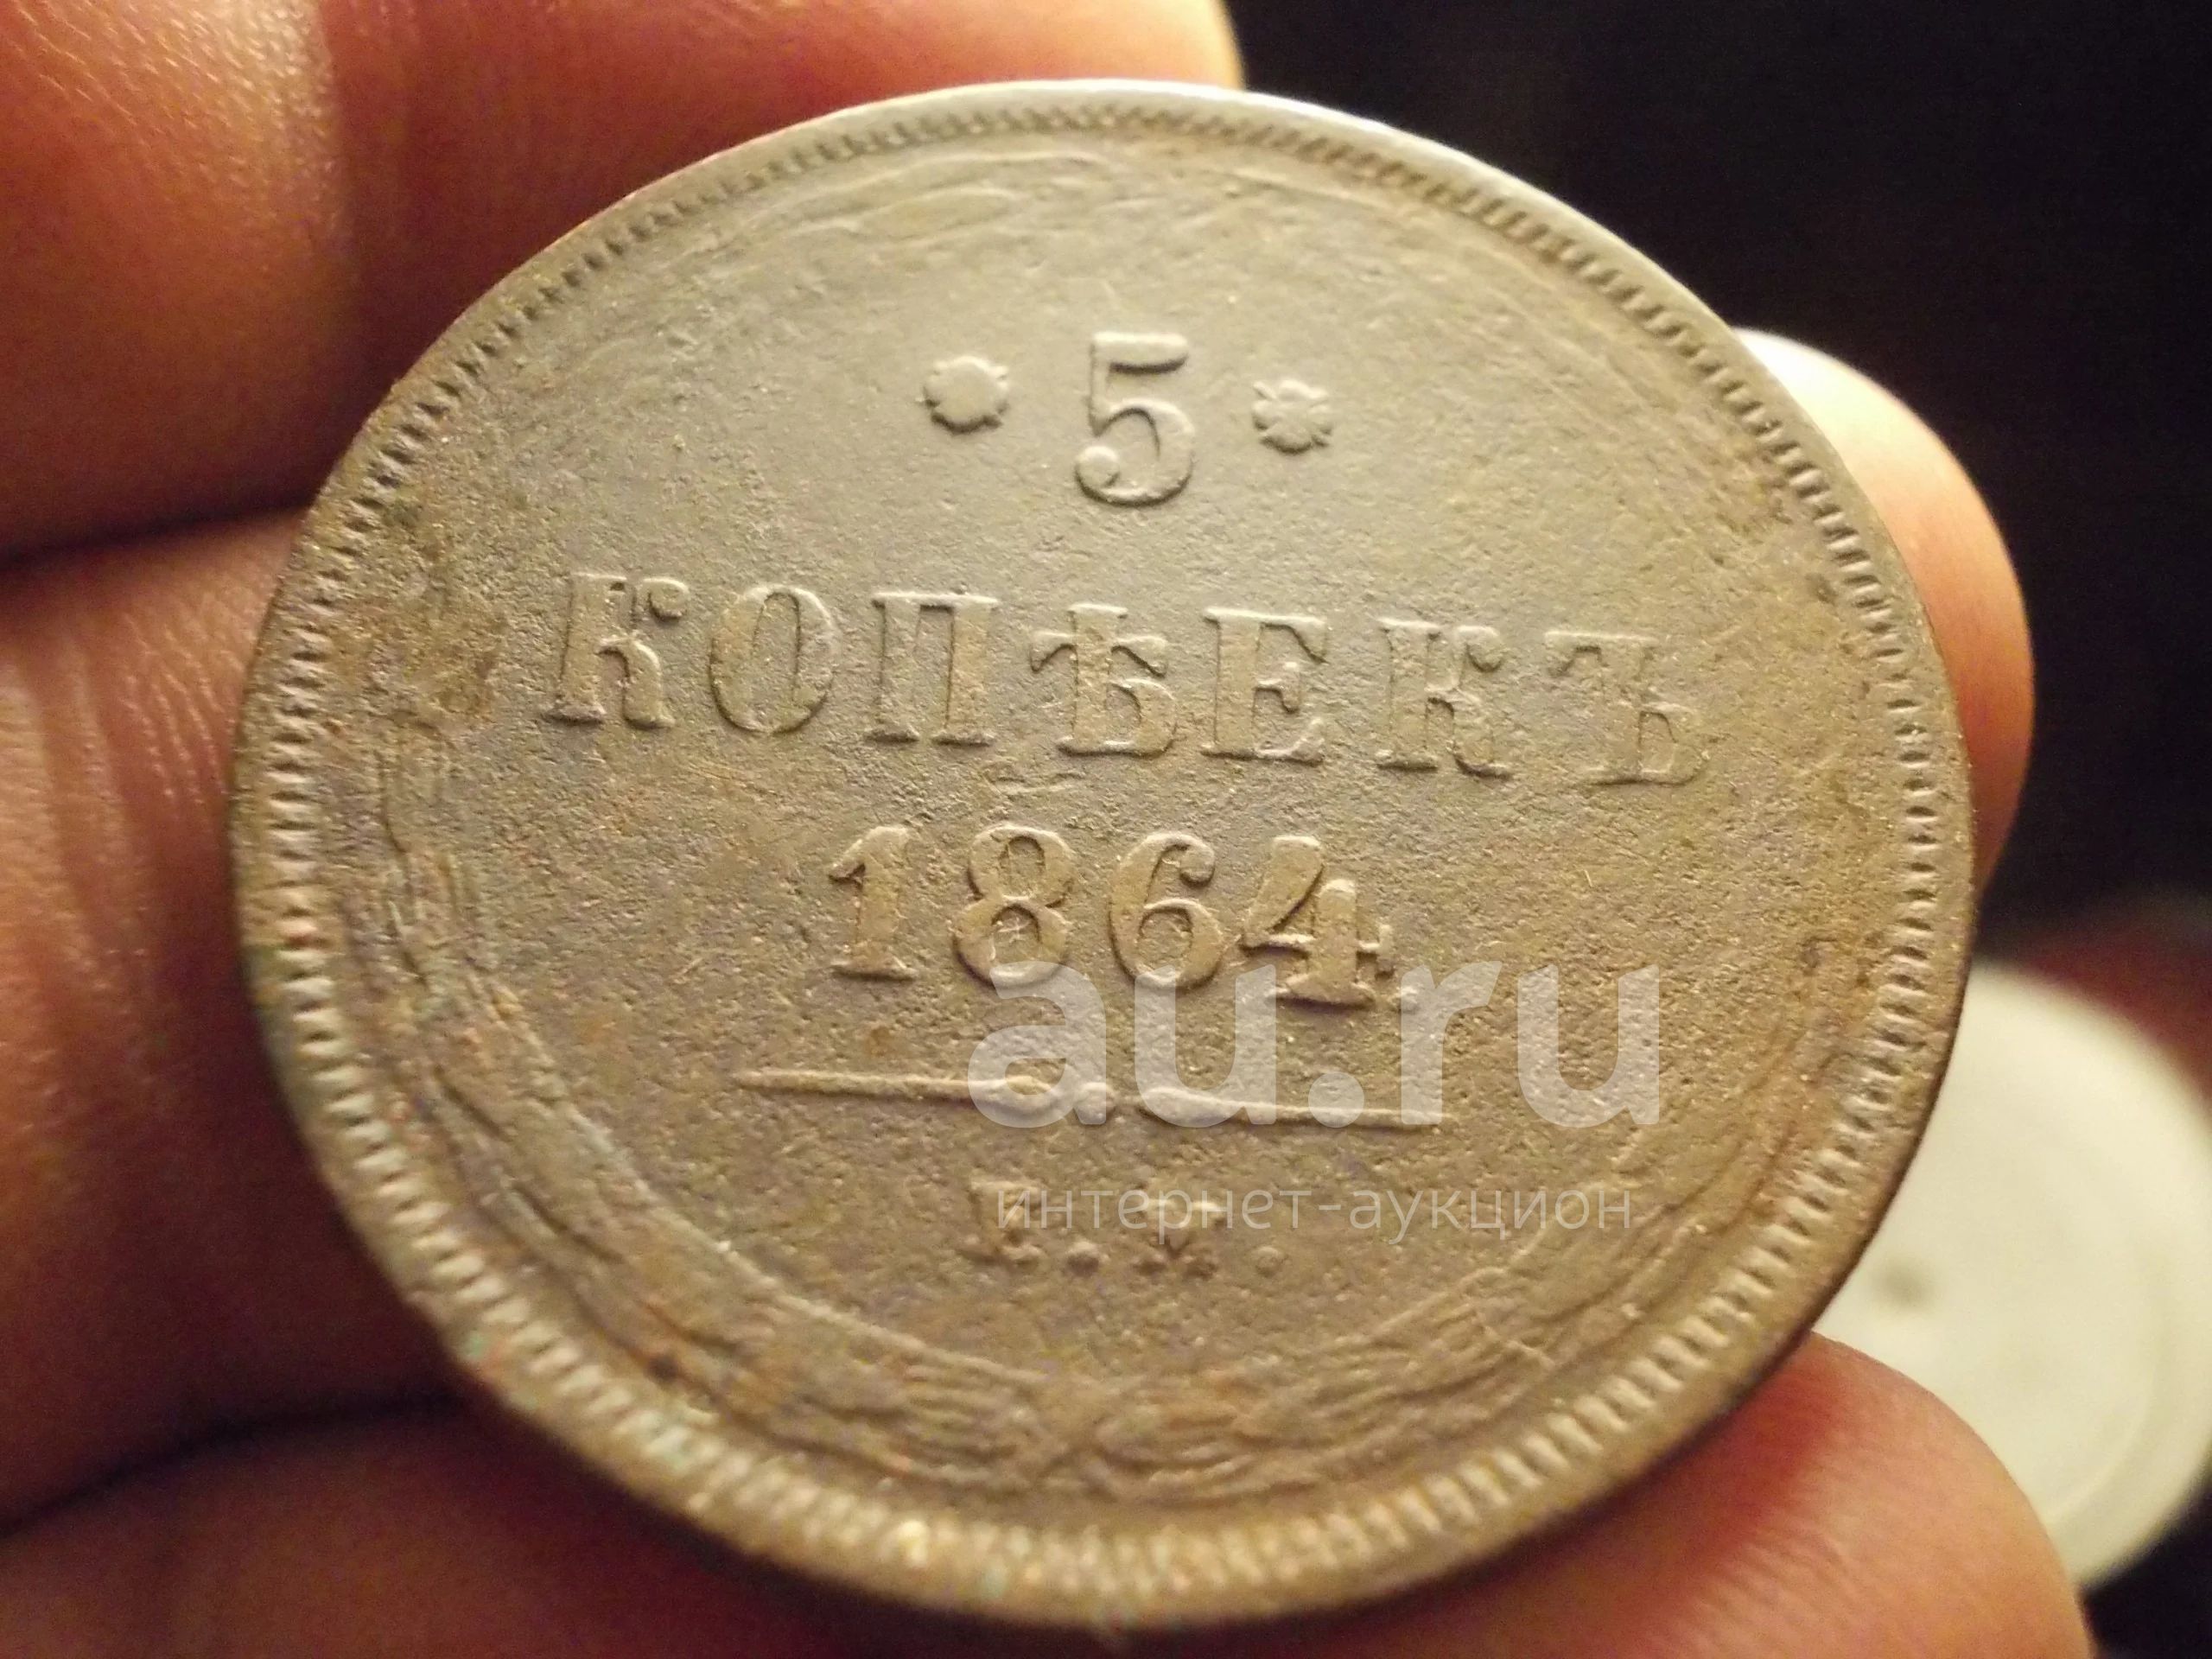 * 5 *
КОПѢЕКЪ
1864
au.ru
интернет-аукцион
Е.М.